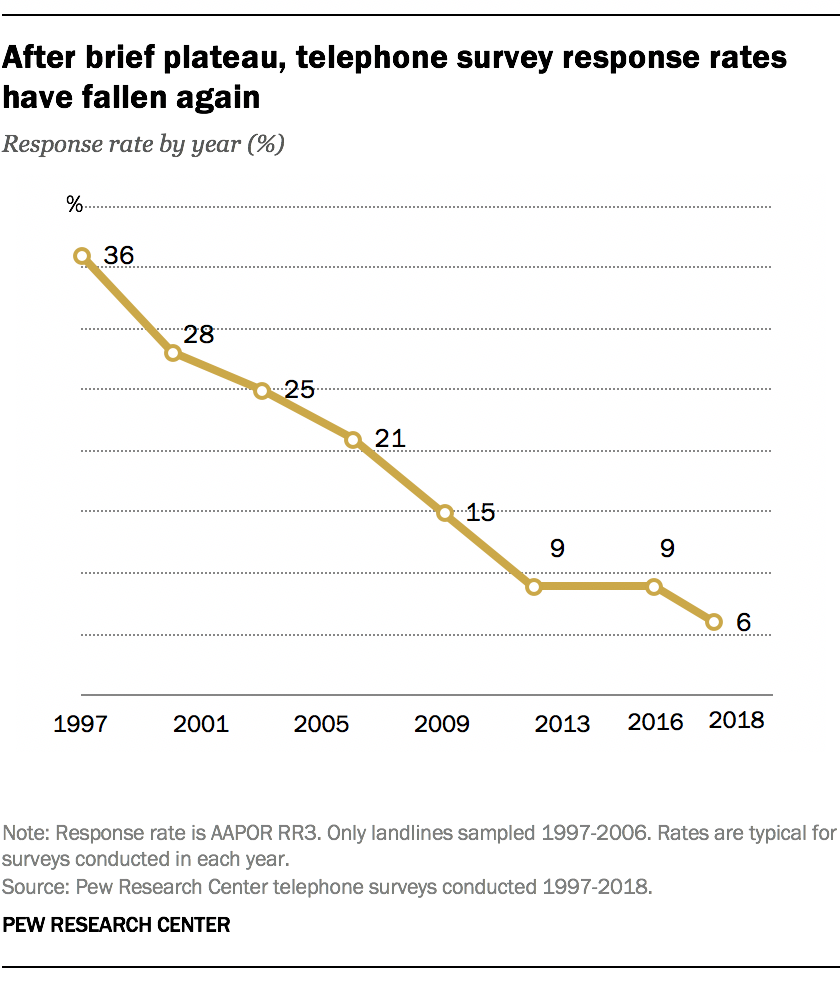 After brief plateau, telephone survey response rates
have fallen again
Response rate by year (%)
%
36
28
25
21
15
9
9
6
1997
2001
2005
2009
2013
2016
2018
Note: Response rate is AAPOR RR3. Only landlines sampled 1997-2006. Rates are typical for
surveys conducted in each year.
Source: Pew Research Center telephone surveys conducted 1997-2018.
PEW RESEARCH CENTER